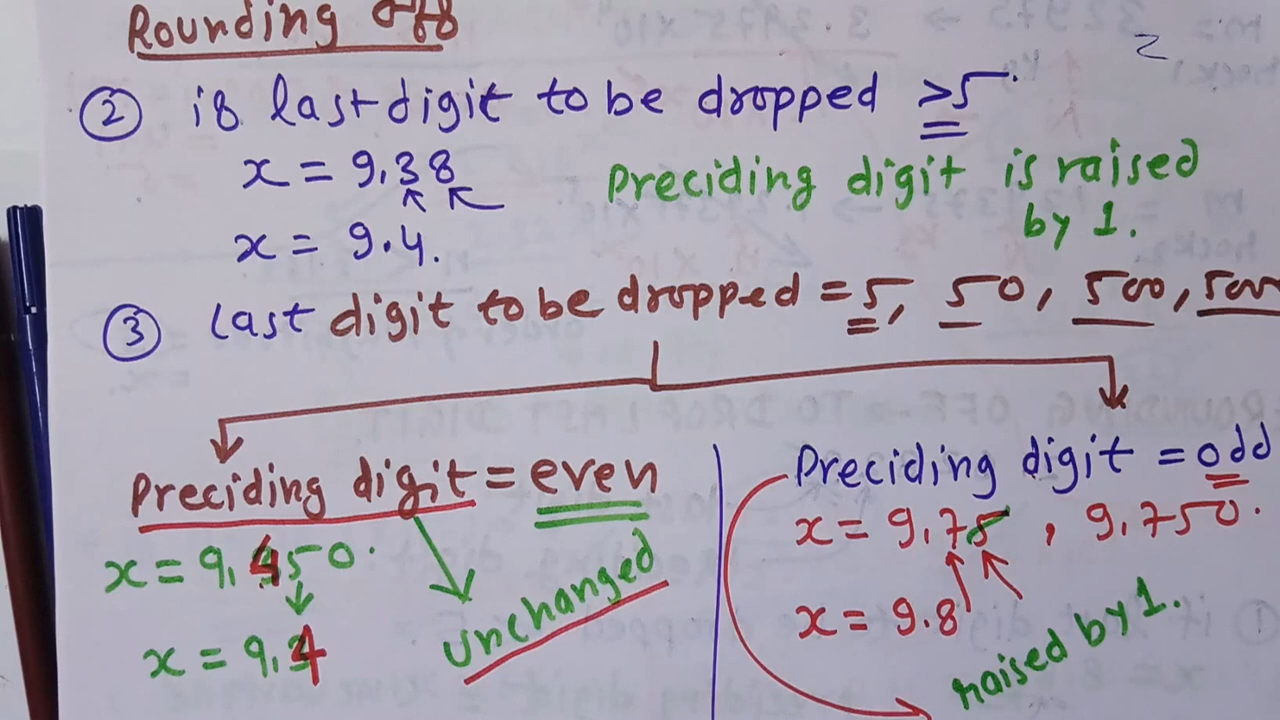 Rounding off
2
② if last digit to be dropped >5.
x = 9.38
Preciding digit is raised
by 1.
x = 9.4.
③ Last digit to be dropped = 5, 50, 500, 5000
Preciding digit = even
Preciding digit = odd
x = 9.450.
unchanged
x = 9.75, 9.750.
x = 9.4
x = 9.8
raised by 1.